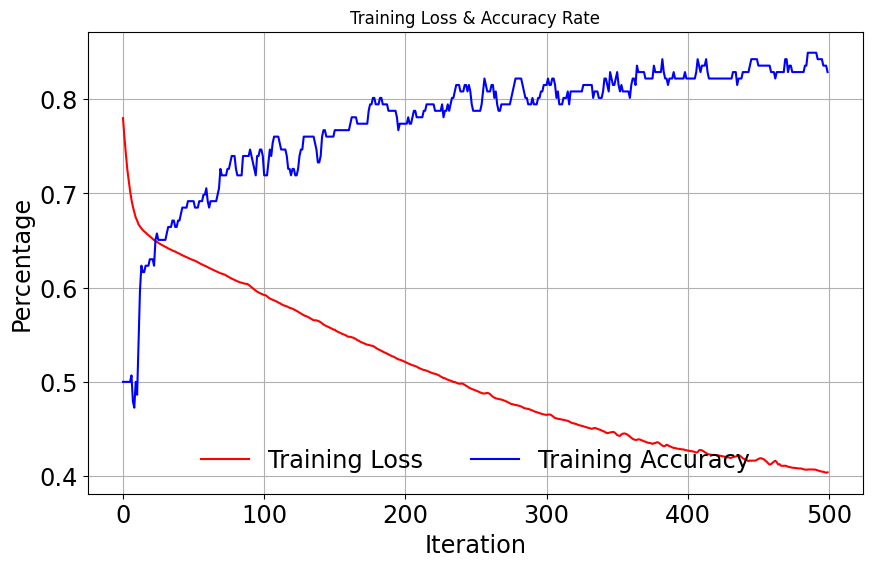 Training Loss & Accuracy Rate
Percentage
0.8
0.7
0.6
0.5
0.4
Training Loss
Training Accuracy
0
100
200
300
400
500
Iteration